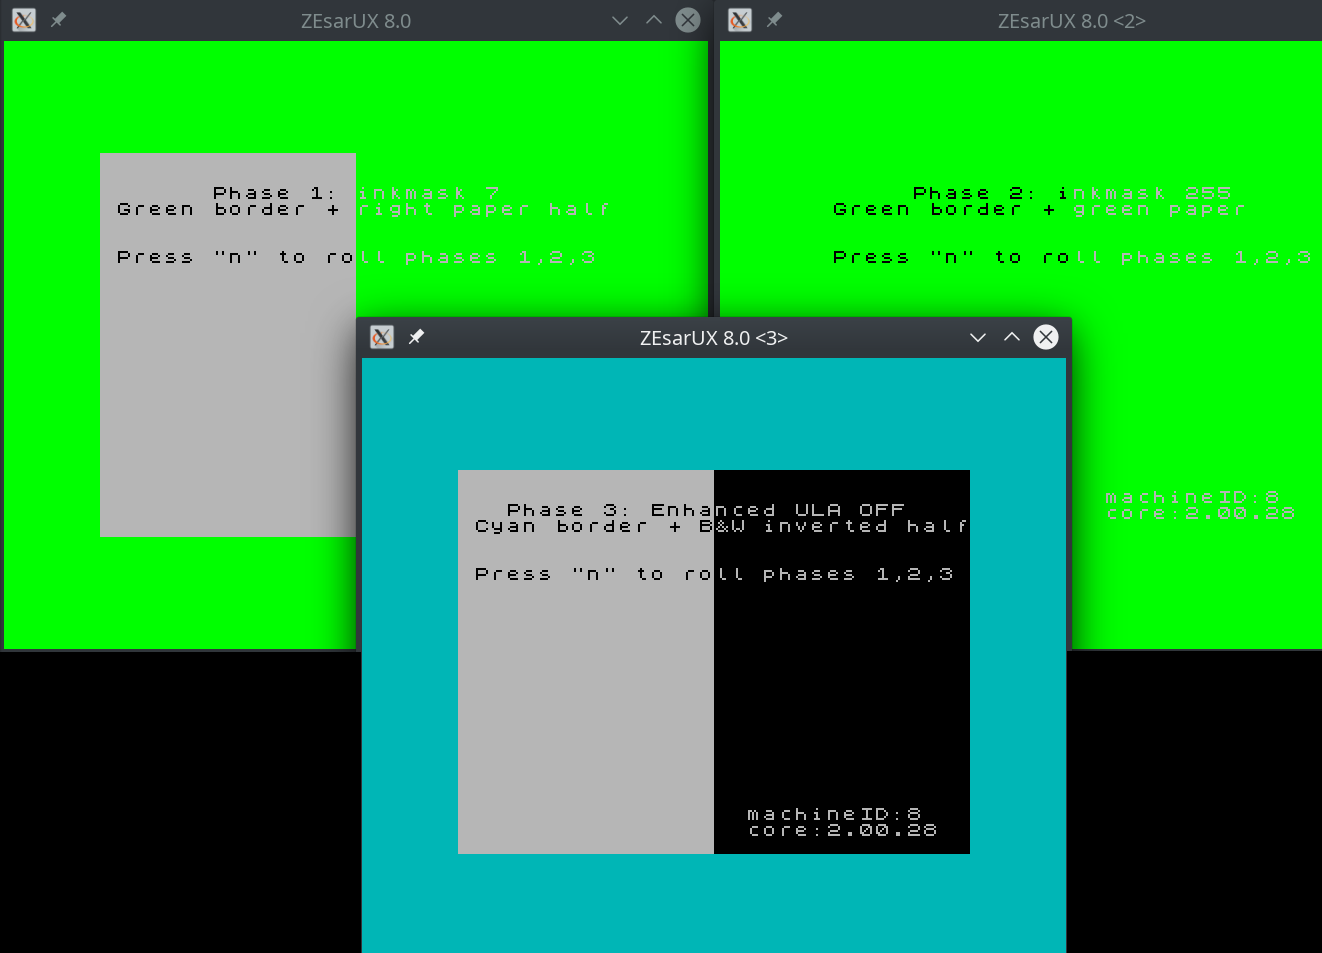 ZEsarUX 8.0
Phase 1: inkmask 7
Green border + right paper half
Press "n" to roll phases 1,2,3
ZEsarUX 8.0 <2>
Phase 2: inkmask 255
Green border + green paper
Press "n" to roll phases 1,2,3
machineID:8
core:2.00.28
ZEsarUX 8.0 <3>
Phase 3: Enhanced ULA OFF
Cyan border + B&W inverted half
Press "n" to roll phases 1,2,3
machineID:8
core:2.00.28